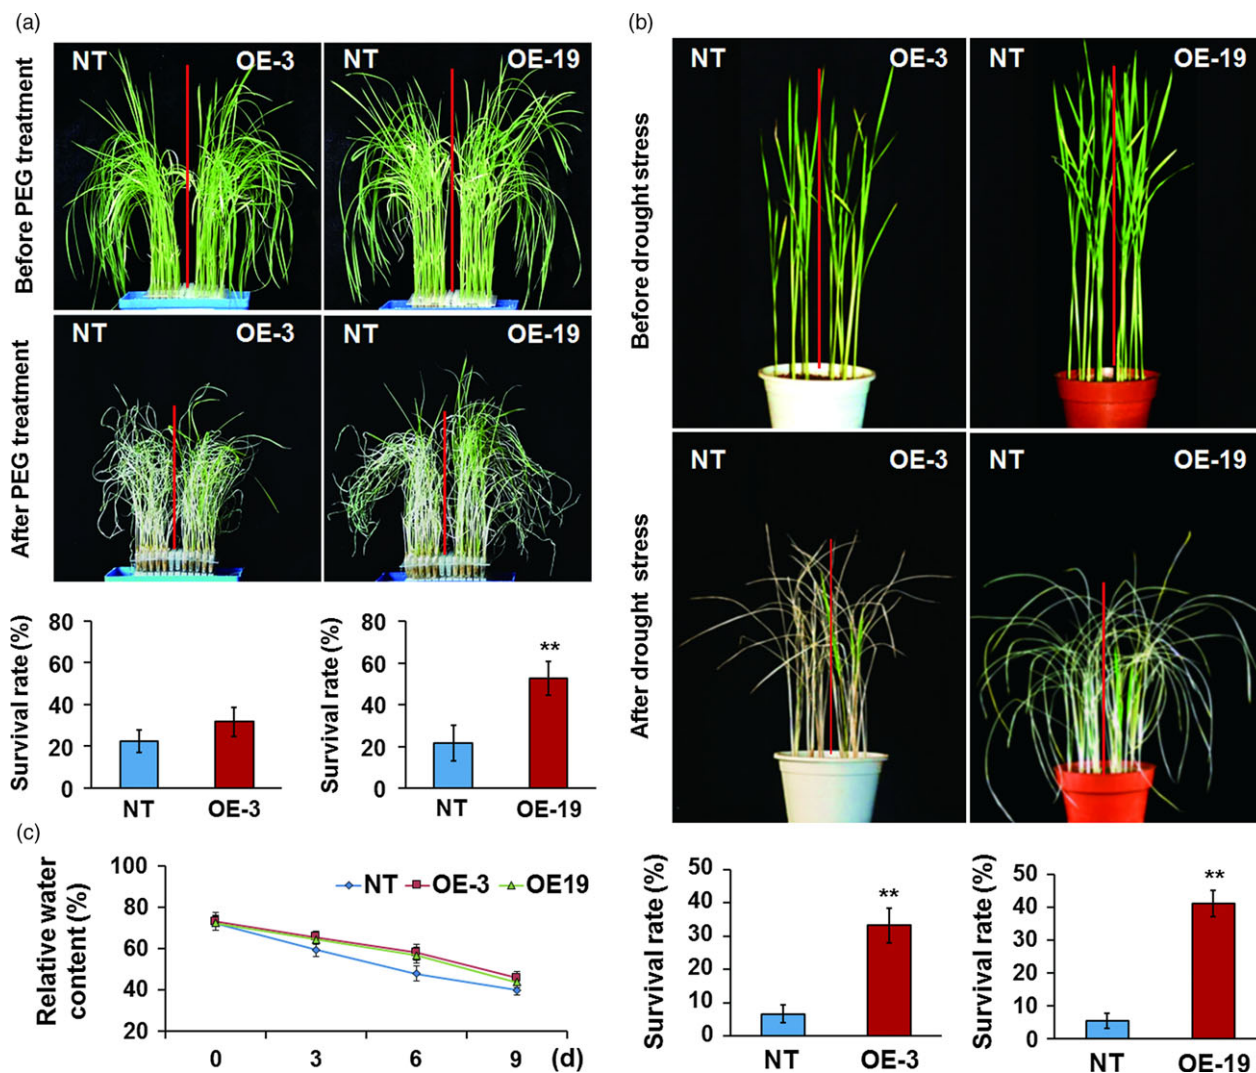 (a)
NT OE-3 NT OE-19
Before PEG treatment
NT OE-3 NT OE-19
After PEG treatment
Survival rate (%)
80
60
40
20
0
NT OE-3
Survival rate (%)
80
60
40
20
0
**
NT OE-19
(b)
NT OE-3 NT OE-19
Before drought stress
NT OE-3 NT OE-19
After drought stress
Survival rate (%)
50
40
30
20
10
0
**
NT OE-3
Survival rate (%)
50
40
30
20
10
0
**
NT OE-19
(c)
Relative water
content (%)
100
80
60
40
20
NT OE-3 OE19
0 3 6 9 (d)